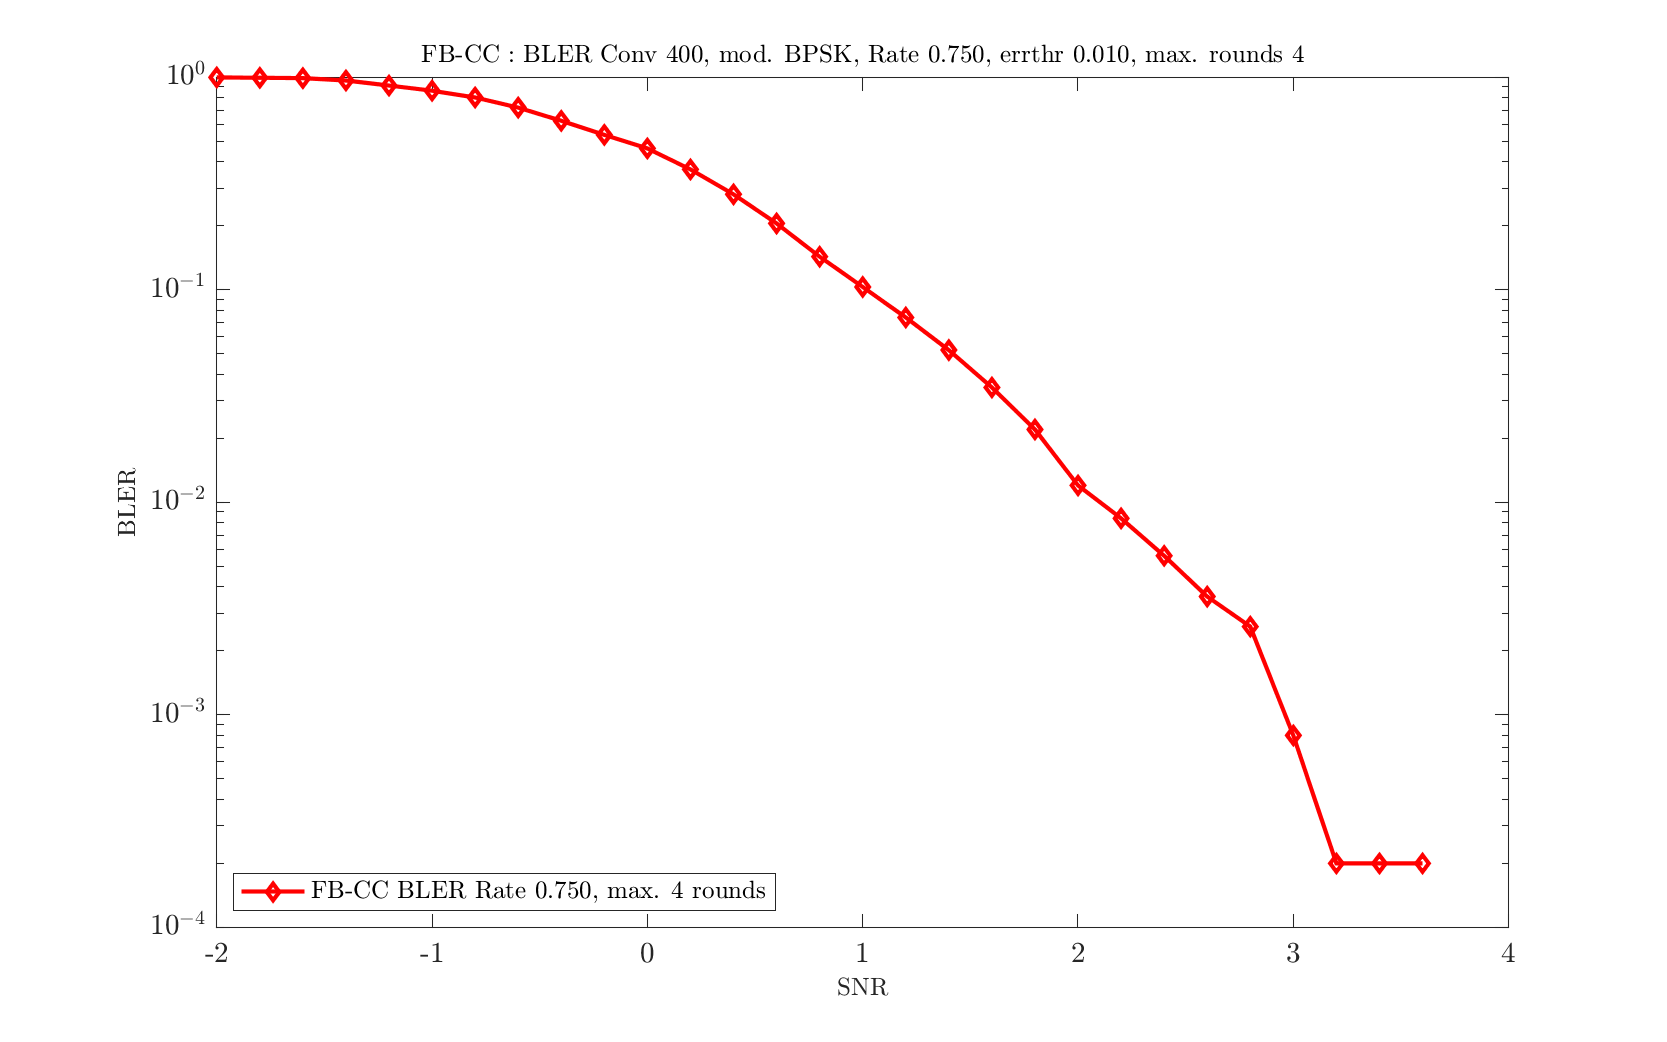 FB-CC : BLER Conv 400, mod. BPSK, Rate 0.750, errthr 0.010, max. rounds 4
10^0
10^{-1}
10^{-2}
10^{-3}
10^{-4}
BLER
FB-CC BLER Rate 0.750, max. 4 rounds
-2 -1 0 1 2 3 4
SNR